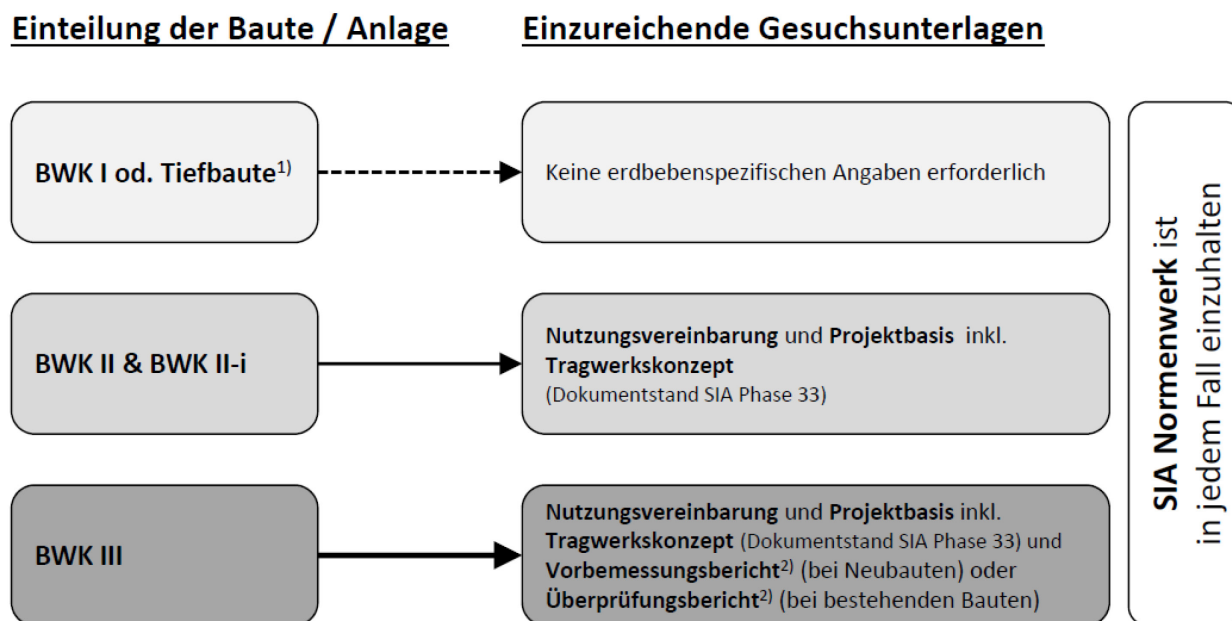 Einteilung der Baute / Anlage
Einzureichende Gesuchsunterlagen
BWK I od. Tiefbaute1)
Keine erdbebenspezifischen Angaben erforderlich
BWK II & BWK II-i
Nutzungsvereinbarung und Projektbasis inkl.
Tragwerkskonzept
(Dokumentstand SIA Phase 33)
BWK III
Nutzungsvereinbarung und Projektbasis inkl.
Tragwerkskonzept (Dokumentstand SIA Phase 33) und
Vorbemessungsbericht2) (bei Neubauten) oder
Überprüfungsbericht2) (bei bestehenden Bauten)
SIA Normenwerk ist
in jedem Fall einzuhalten